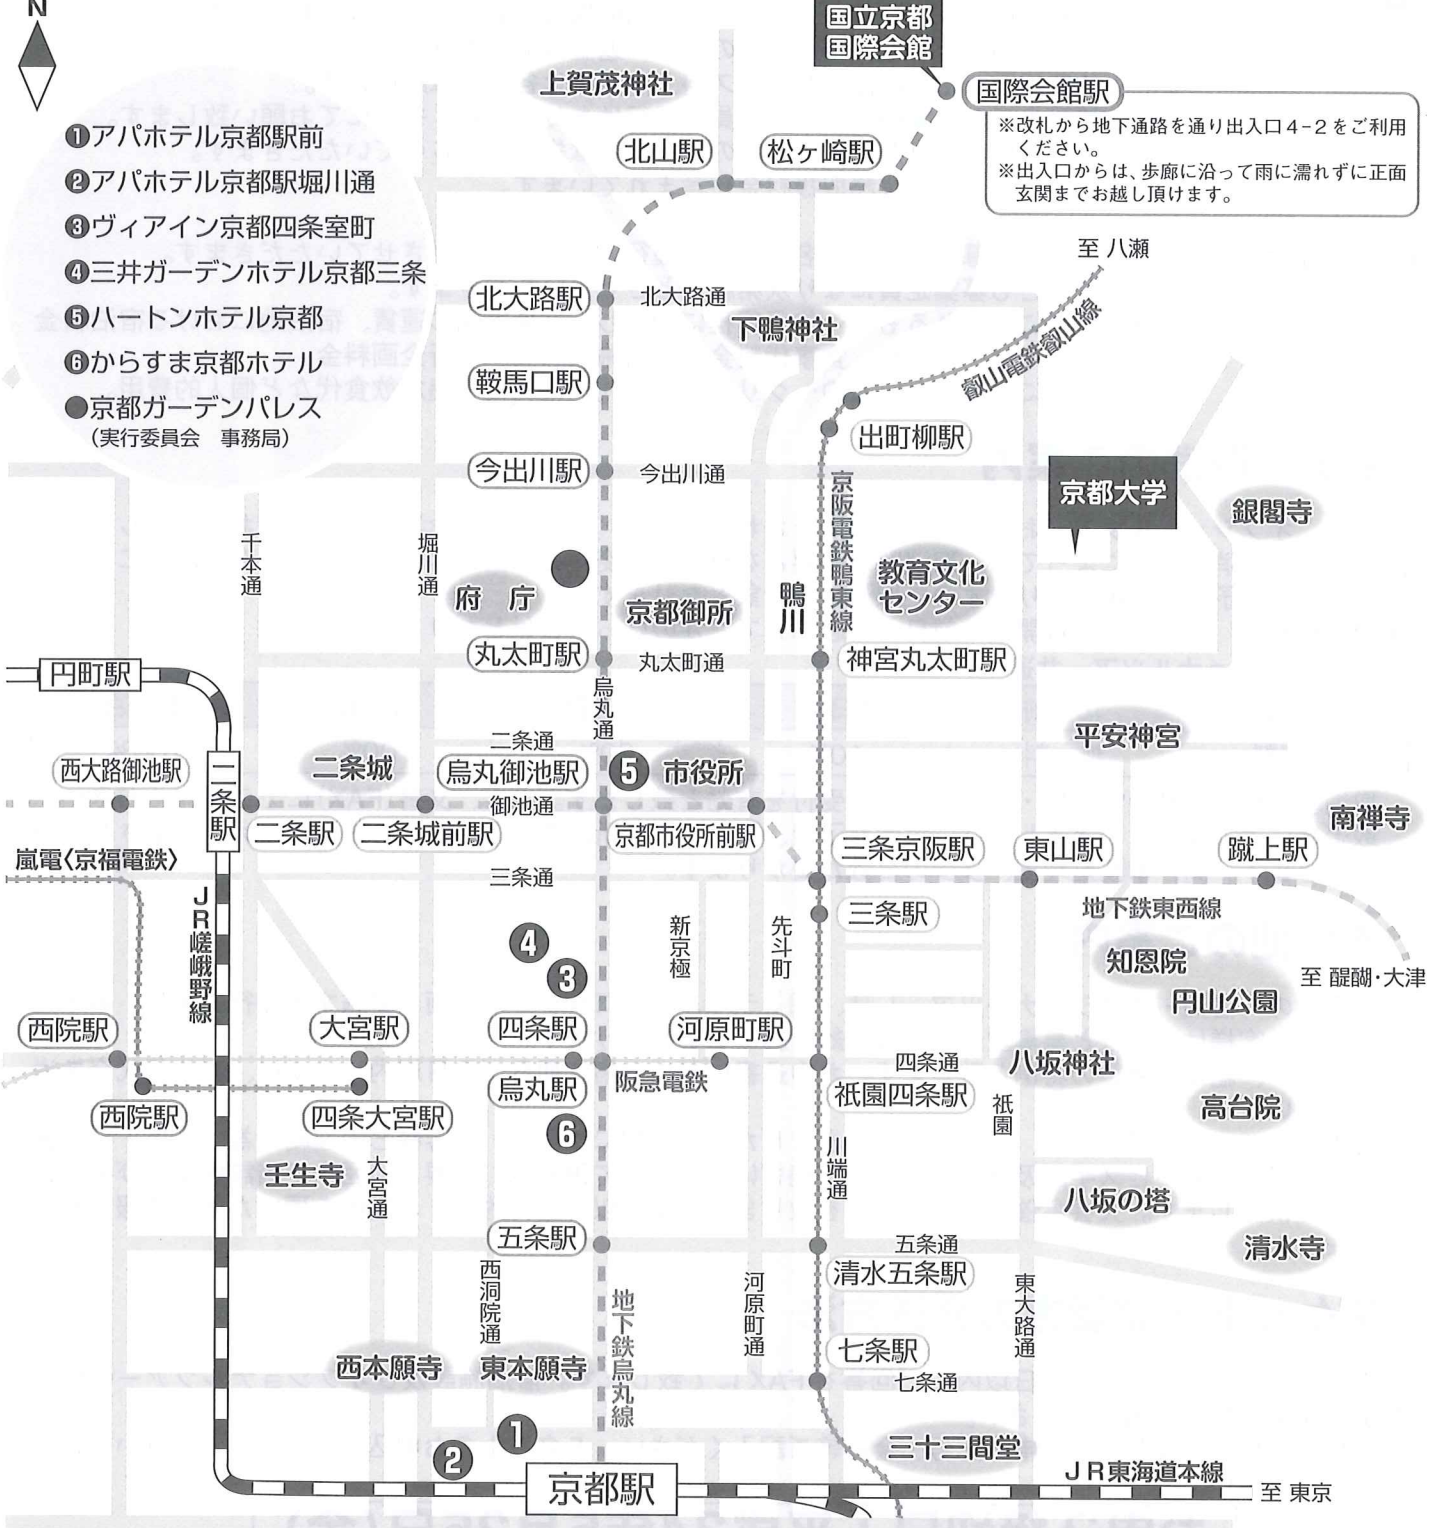 N
国立京都
国際会館
上賀茂神社
国際会館駅
※改札から地下通路を通り出入口4-2をご利用
ください。
※出入口からは、歩廊に沿って雨に濡れずに正面
玄関までお越し頂けます。
❶アパホテル京都駅前
❷アパホテル京都駅堀川通
❸ヴィアイン京都四条室町
❹三井ガーデンホテル京都三条
❺ハートンホテル京都
❻からすま京都ホテル
●京都ガーデンパレス
(実行委員会 事務局)
北山駅
松ヶ崎駅
至 八瀬
北大路駅
北大路通
下鴨神社
叡山電鉄叡山線
鞍馬口駅
出町柳駅
今出川駅
今出川通
京都大学
銀閣寺
千本通
堀川通
京阪電鉄鴨東線
府 庁
京都御所
鴨川
教育文化
センター
丸太町駅
丸太町通
神宮丸太町駅
円町駅
烏丸通
平安神宮
二条通
西大路御池駅
二条駅
二条城
烏丸御池駅
❺
市役所
御池通
二条駅
二条城前駅
京都市役所前駅
南禅寺
三条京阪駅
東山駅
蹴上駅
嵐電〈京福電鉄〉
三条通
JR嵯峨野線
地下鉄東西線
三条駅
新京極
先斗町
❹
❸
知恩院
至 醍醐・大津
円山公園
西院駅
大宮駅
四条駅
河原町駅
四条通
八坂神社
烏丸駅
阪急電鉄
祇園四条駅
西院駅
四条大宮駅
祇園
高台院
❻
壬生寺
大宮通
川端通
八坂の塔
五条駅
五条通
清水寺
清水五条駅
西洞院通
地下鉄烏丸線
河原町通
東大路通
七条駅
西本願寺
東本願寺
七条通
❶
❷
三十三間堂
京都駅
JR東海道本線
至 東京